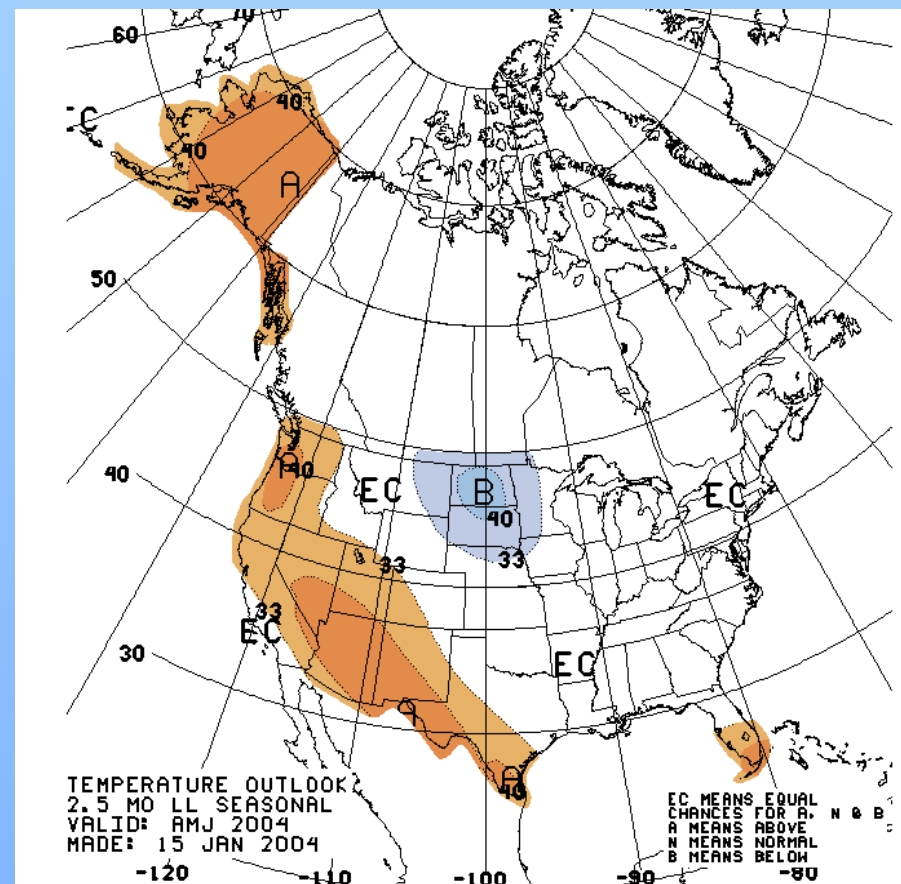 70
60
EC
40
40
A
50
40
A
40
EC
B
40
EC
33
33
33
EC
EC
30
A
A
40
TEMPERATURE OUTLOOK
2.5 MO LL SEASONAL
VALID: AMJ 2004
MADE: 15 JAN 2004
EC MEANS EQUAL
CHANCES FOR A, N & B
A MEANS ABOVE
N MEANS NORMAL
B MEANS BELOW
-120
-110
-100
-90
-80